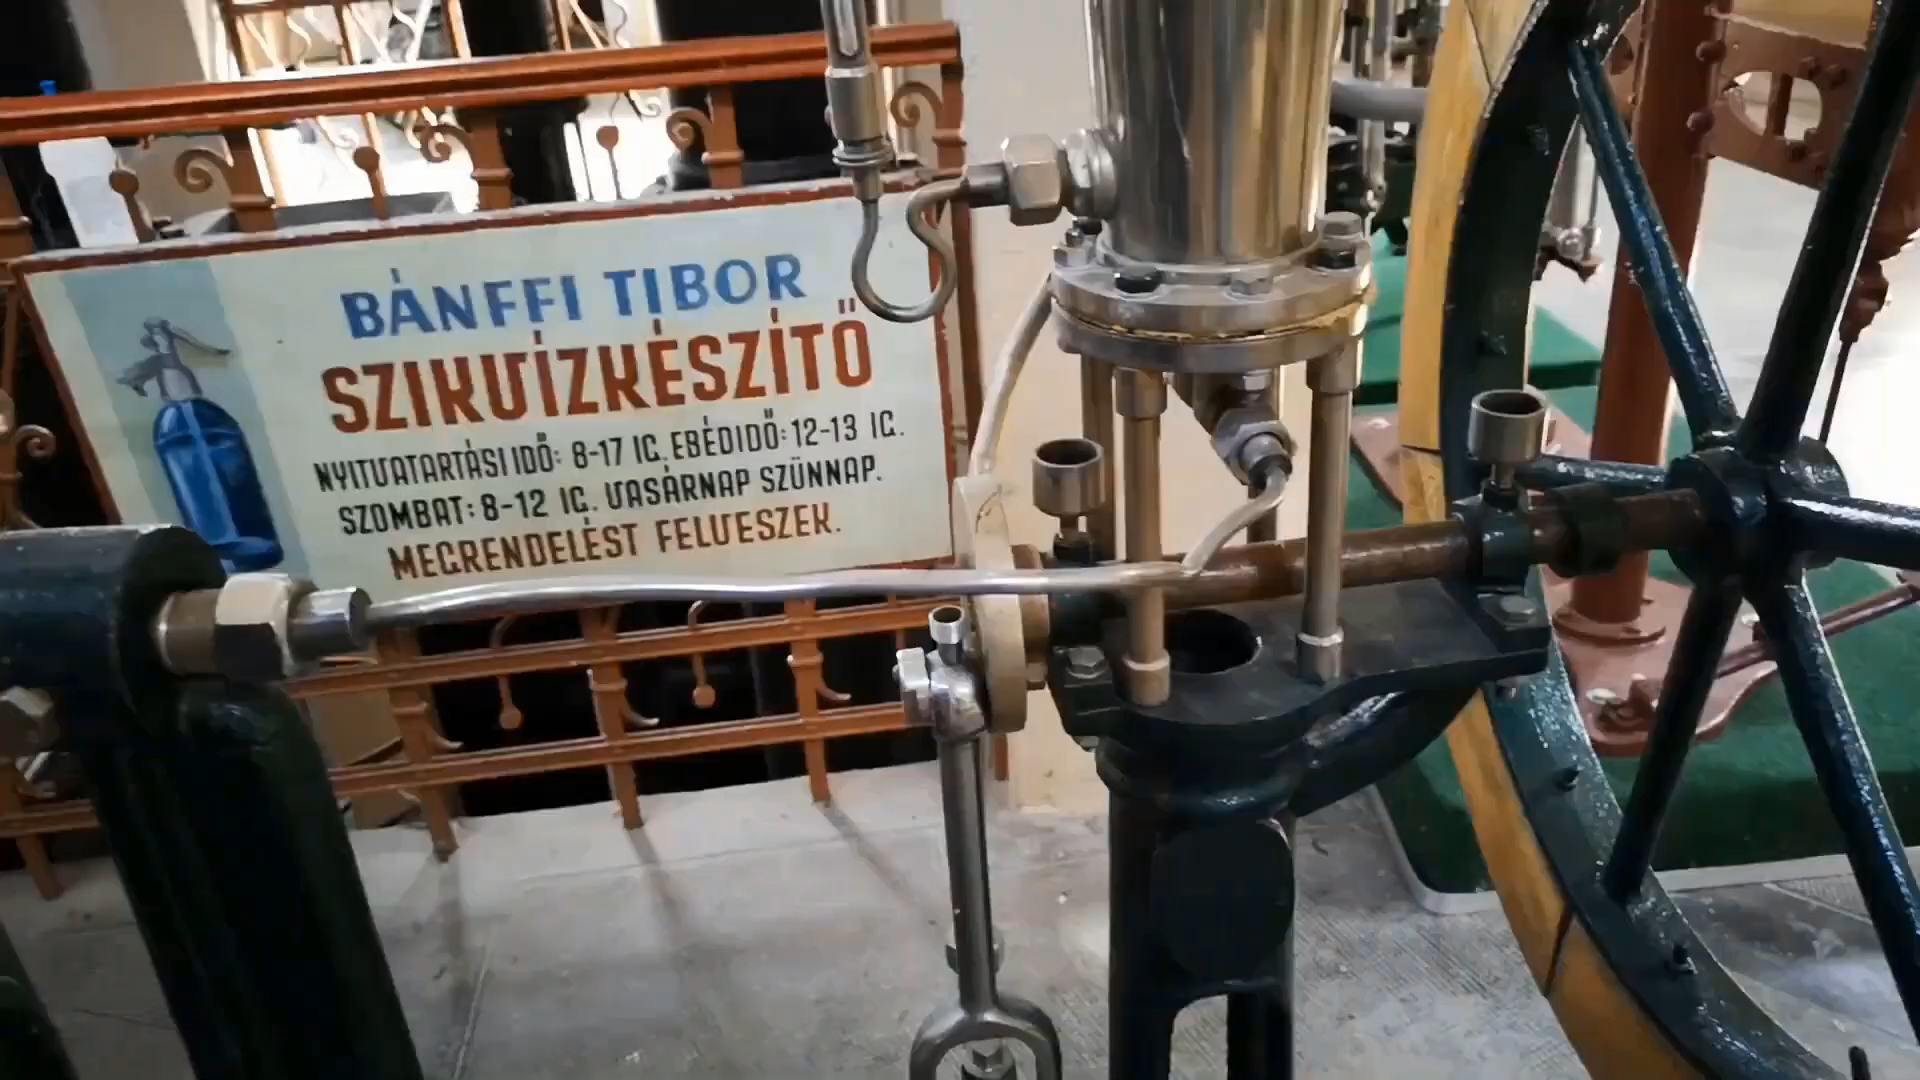 BÁNFFI TIBOR
SZIKVÍZKÉSZÍTŐ
NYITVATARTÁSI IDŐ: 8-17 IG. EBÉDIDŐ: 12-13 IG.
SZOMBAT: 8-12 IG. VASÁRNAP SZÜNNAP.
MEGRENDELÉST FELVESZEK.